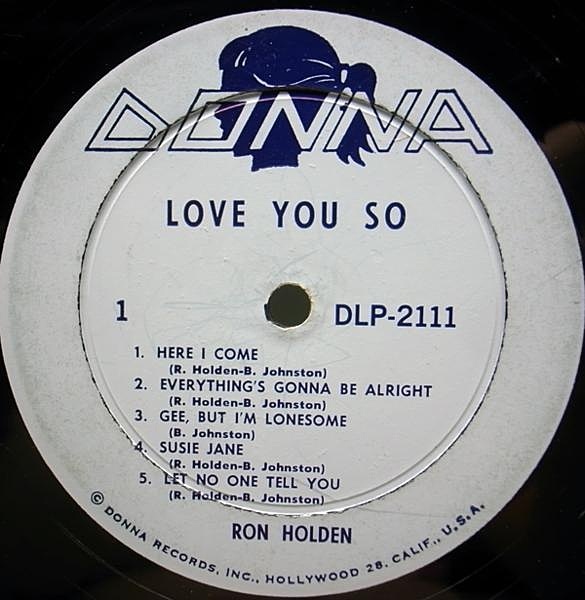 DONNA
LOVE YOU SO
1
DLP-2111
1. HERE I COME
(R. Holden-B. Johnston)
2. EVERYTHING'S GONNA BE ALRIGHT
(R. Holden-B. Johnston)
3. GEE, BUT I'M LONESOME
(B. Johnston)
4. SUSIE JANE
(R. Holden-B. Johnston)
5. LET NO ONE TELL YOU
(R. Holden-B. Johnston)
RON HOLDEN
© DONNA RECORDS, INC., HOLLYWOOD 28, CALIF., U.S.A.